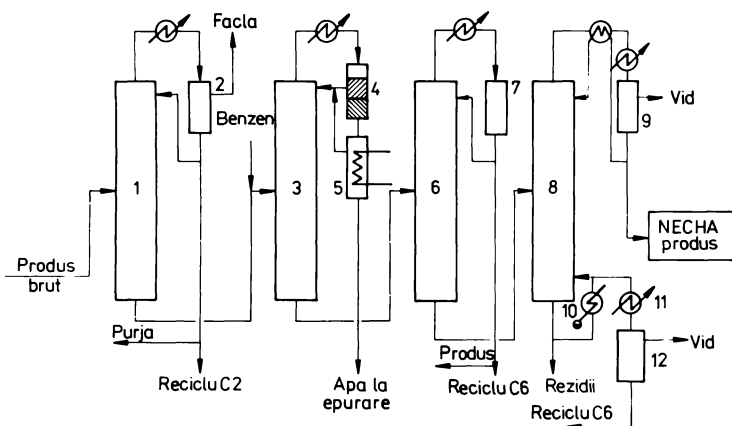 Facla
2
Benzen
4
7
9
Vid
1
3
5
6
8
NECHA
produs
Produs
brut
10
11
Purja
Produs
Vid
12
Reciclu C2
Apa la
epurare
Reciclu C6
Rezidii
Reciclu C6